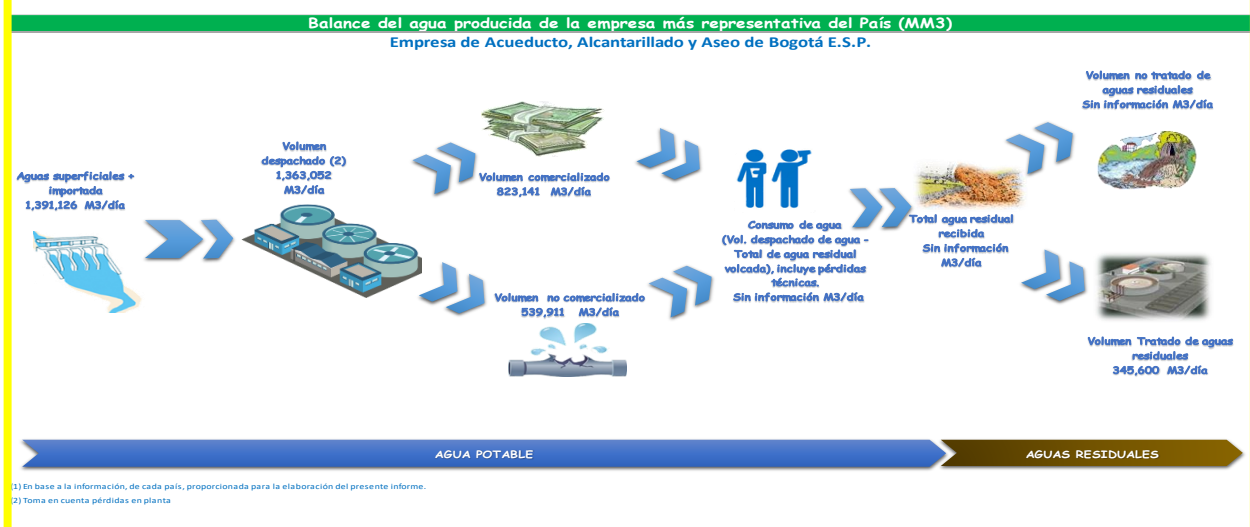 Balance del agua producida de la empresa más representativa del País (MM3)
Empresa de Acueducto, Alcantarillado y Aseo de Bogotá E.S.P.
Aguas superficiales +
importada
1,391,126 M3/día
Volumen
despachado (2)
1,363,052
M3/día
Volumen comercializado
823,141 M3/día
Volumen no comercializado
539,911 M3/día
Consumo de agua
(Vol. despachado de agua -
Total de agua residual
volcada), incluye pérdidas
técnicas.
Sin información M3/día
Total agua residual
recibida
Sin información
M3/día
Volumen no tratado de
aguas residuales
Sin información M3/día
Volumen Tratado de aguas
residuales
345,600 M3/día
AGUA POTABLE
AGUAS RESIDUALES
(1) En base a la información, de cada país, proporcionada para la elaboración del presente informe.
(2) Toma en cuenta pérdidas en planta